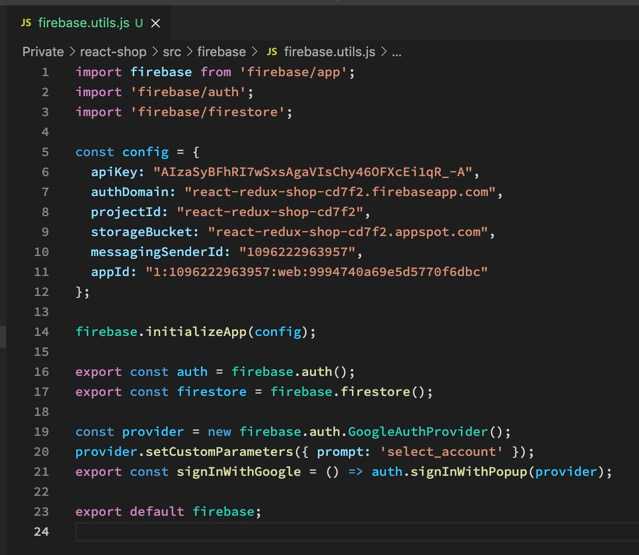 JS firebase.utils.js U ×
Private > react-shop > src > firebase > JS firebase.utils.js > ...
1 import firebase from 'firebase/app';
2 import 'firebase/auth';
3 import 'firebase/firestore';
4
5 const config = {
6 apiKey: "AIzaSyBFhRI7wSxsAgaVIsChy46OFXcEi1qR_-A",
7 authDomain: "react-redux-shop-cd7f2.firebaseapp.com",
8 projectId: "react-redux-shop-cd7f2",
9 storageBucket: "react-redux-shop-cd7f2.appspot.com",
10 messagingSenderId: "1096222963957",
11 appId: "1:1096222963957:web:9994740a69e5d5770f6dbc"
12 };
13
14 firebase.initializeApp(config);
15
16 export const auth = firebase.auth();
17 export const firestore = firebase.firestore();
18
19 const provider = new firebase.auth.GoogleAuthProvider();
20 provider.setCustomParameters({ prompt: 'select_account' });
21 export const signInWithGoogle = () => auth.signInWithPopup(provider);
22
23 export default firebase;
24